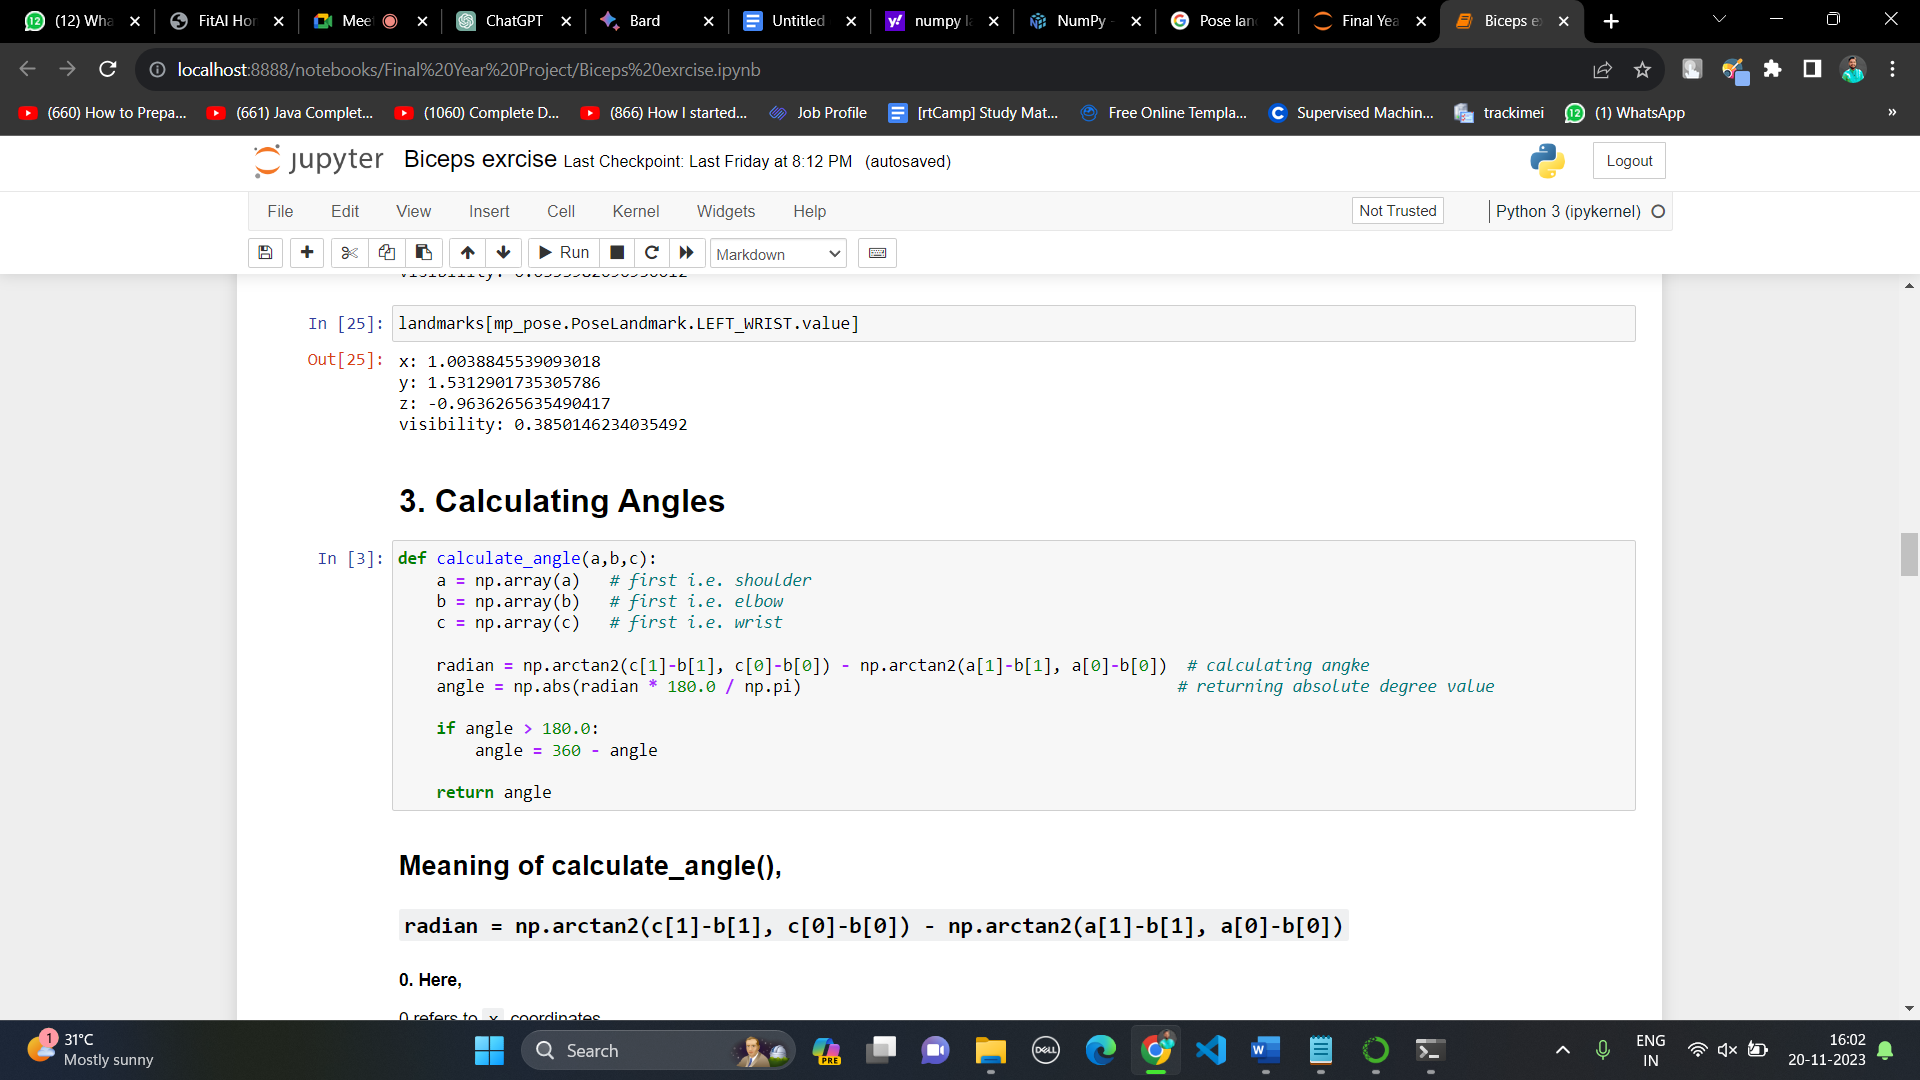 (12) Wha
FitAI Hor
Meet
ChatGPT
Bard
Untitled
numpy la
NumPy -
Pose lan
Final Yea
Biceps e
localhost:8888/notebooks/Final%20Year%20Project/Biceps%20exrcise.ipynb
(660) How to Prepa...
(661) Java Complet...
(1060) Complete D...
(866) How I started...
Job Profile
[rtCamp] Study Mat...
Free Online Templa...
Supervised Machin...
trackimei
12 (1) WhatsApp
»
jupyter Biceps exrcise Last Checkpoint: Last Friday at 8:12 PM (autosaved)
Logout
File Edit View Insert Cell Kernel Widgets Help
Not Trusted
Python 3 (ipykernel)
Run
Markdown
In [25]: landmarks[mp_pose.PoseLandmark.LEFT_WRIST.value]
Out[25]: x: 1.0038845539093018
y: 1.5312901735305786
z: -0.9636265635490417
visibility: 0.3850146234035492
3. Calculating Angles
In [3]: def calculate_angle(a,b,c):
a = np.array(a) # first i.e. shoulder
b = np.array(b) # first i.e. elbow
c = np.array(c) # first i.e. wrist
radian = np.arctan2(c[1]-b[1], c[0]-b[0]) - np.arctan2(a[1]-b[1], a[0]-b[0]) # calculating angke
angle = np.abs(radian * 180.0 / np.pi) # returning absolute degree value
if angle > 180.0:
angle = 360 - angle
return angle
Meaning of calculate_angle(),
radian = np.arctan2(c[1]-b[1], c[0]-b[0]) - np.arctan2(a[1]-b[1], a[0]-b[0])
0. Here,
0 refers to x coordinates
1
31°C
Mostly sunny
Search
PRE
DELL
ENG
IN
16:02
20-11-2023